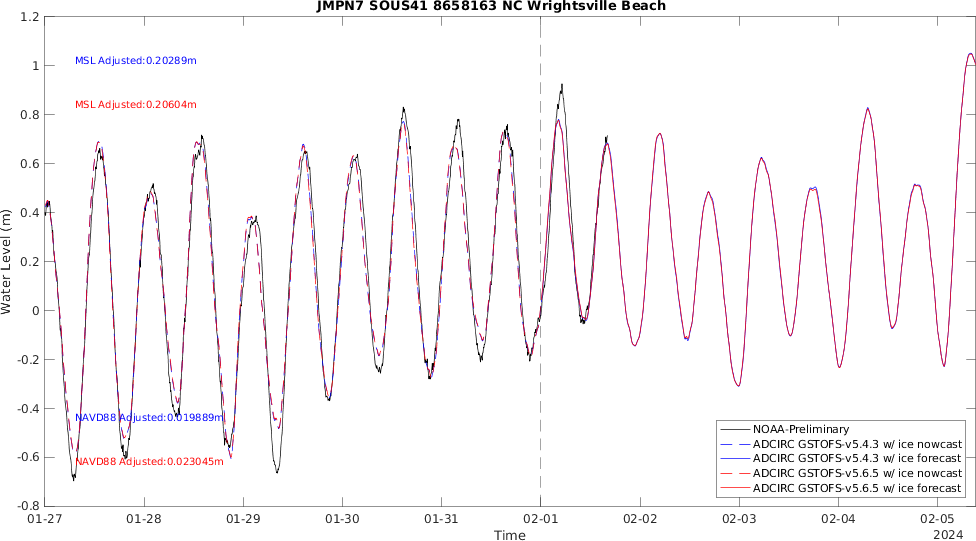 JMPN7 SOUS41 8658163 NC Wrightsville Beach
1.2
1
0.8
0.6
0.4
0.2
0
-0.2
-0.4
-0.6
-0.8
Water Level (m)
MSL Adjusted:0.20289m
MSL Adjusted:0.20604m
NAVD88 Adjusted:0.019889m
NAVD88 Adjusted:0.023045m
NOAA-Preliminary
ADCIRC GSTOFS-v5.4.3 w/ ice nowcast
ADCIRC GSTOFS-v5.4.3 w/ ice forecast
ADCIRC GSTOFS-v5.6.5 w/ ice nowcast
ADCIRC GSTOFS-v5.6.5 w/ ice forecast
01-27 01-28 01-29 01-30 01-31 02-01 02-02 02-03 02-04 02-05
Time
2024